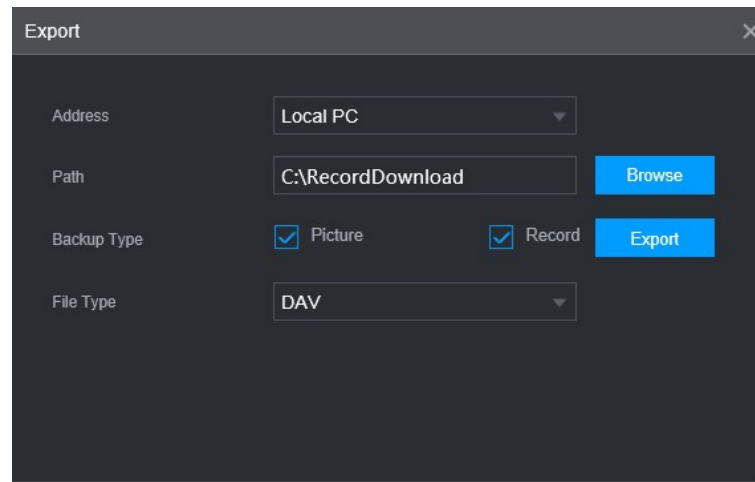 Export
Address Local PC
Path C:\RecordDownload Browse
Backup Type Picture Record Export
File Type DAV